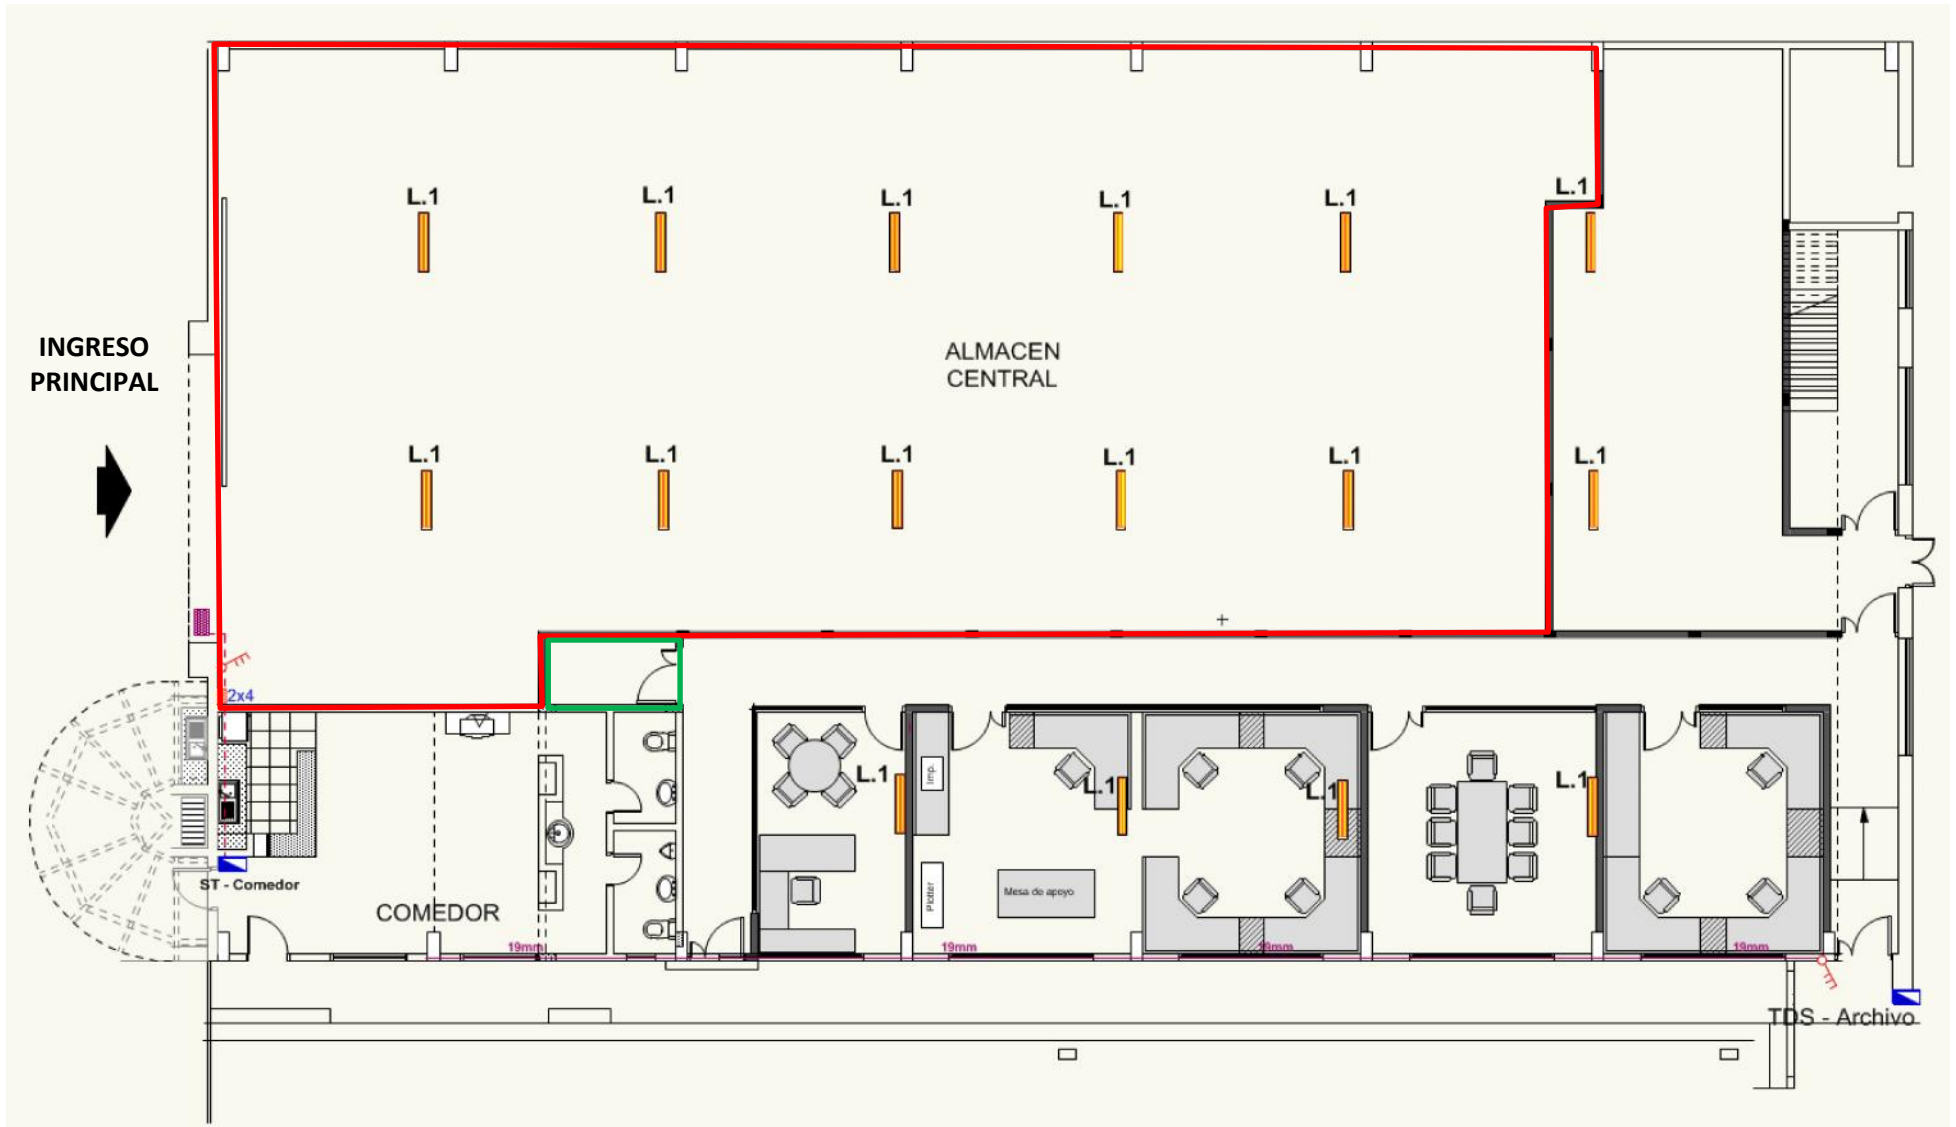 L.1
L.1
L.1
L.1
L.1
L.1
INGRESO
PRINCIPAL
ALMACEN
CENTRAL
L.1
L.1
L.1
L.1
L.1
L.1
2x4
L.1
L.1
L.1
L.1
Imp.
ST - Comedor
Plotter
Mesa de apoyo
COMEDOR
19mm
19mm
19mm
19mm
TDS - Archivo